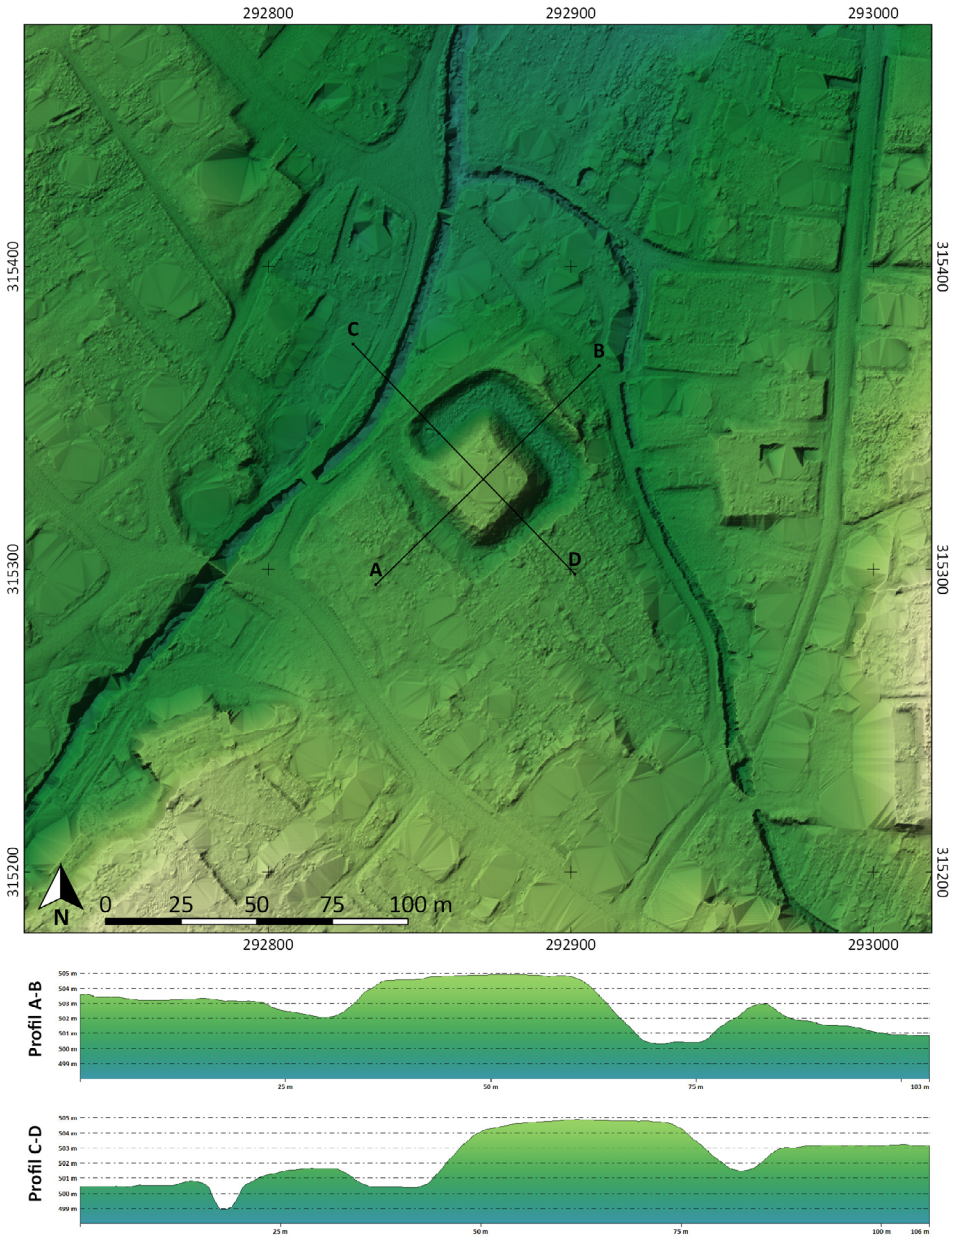 292800 292900 293000
315400 315400
C
B
A
D
315300 315300
315200 315200
N
0 25 50 75 100 m
292800 292900 293000
Profil A-B
505 m
504 m
503 m
502 m
501 m
500 m
499 m
25 m 50 m 75 m 103 m
Profil C-D
505 m
504 m
503 m
502 m
501 m
500 m
499 m
25 m 50 m 75 m 100 m 106 m